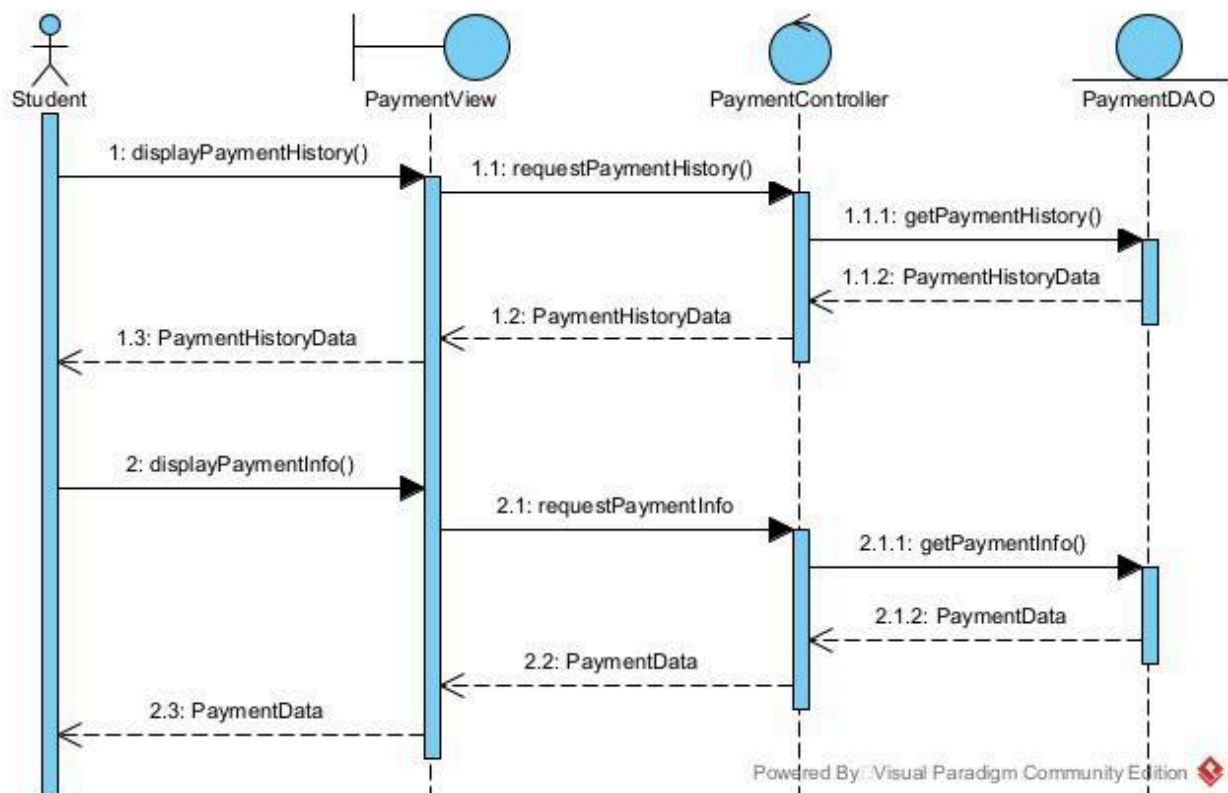 Student
PaymentView
PaymentController
PaymentDAO
1: displayPaymentHistory()
1.1: requestPaymentHistory()
1.1.1: getPaymentHistory()
1.1.2: PaymentHistoryData
1.2: PaymentHistoryData
1.3: PaymentHistoryData
2: displayPaymentInfo()
2.1: requestPaymentInfo
2.1.1: getPaymentInfo()
2.1.2: PaymentData
2.2: PaymentData
2.3: PaymentData
Powered By Visual Paradigm Community Edition